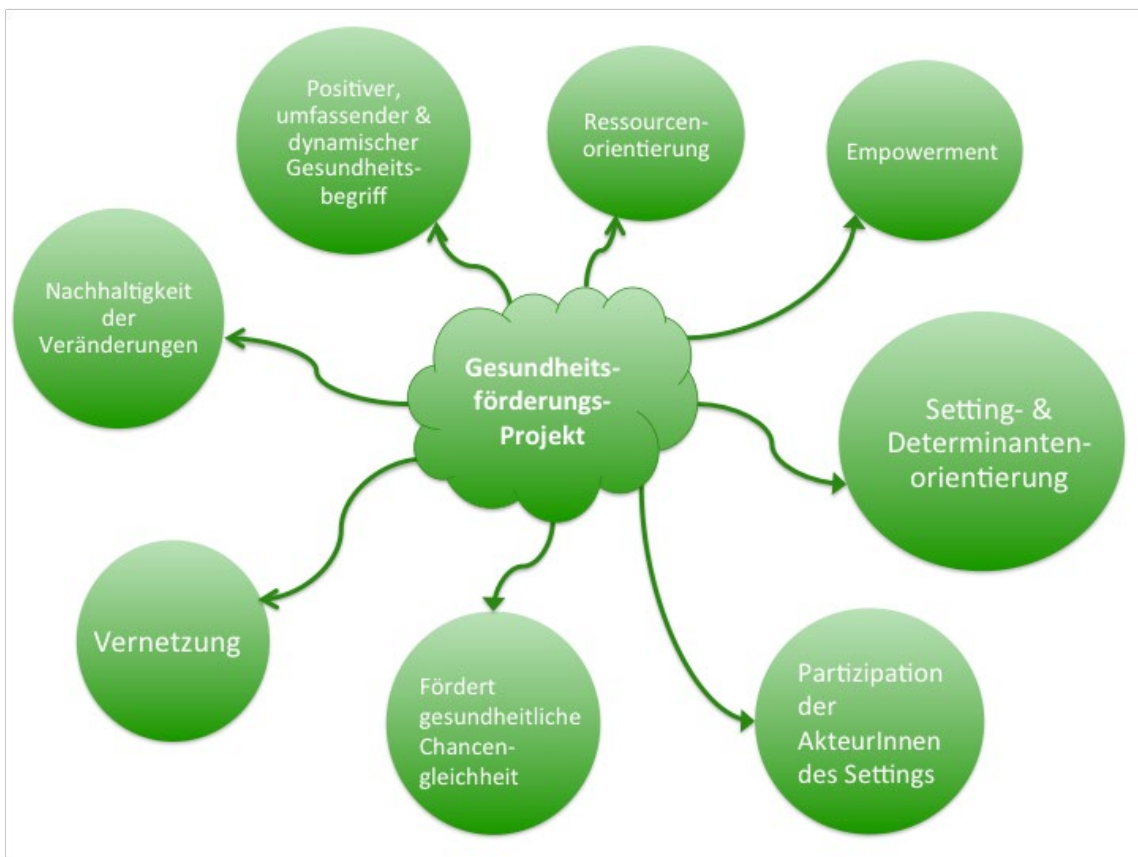 Positiver,
umfassender &
dynamischer
Gesundheits-
begriff
Ressourcen-
orientierung
Empowerment
Nachhaltigkeit
der
Veränderungen
Gesundheits-
förderungs-
Projekt
Setting- &
Determinanten-
orientierung
Vernetzung
Fördert
gesundheitliche
Chancen-
gleichheit
Partizipation
der
AkteurInnen
des Settings